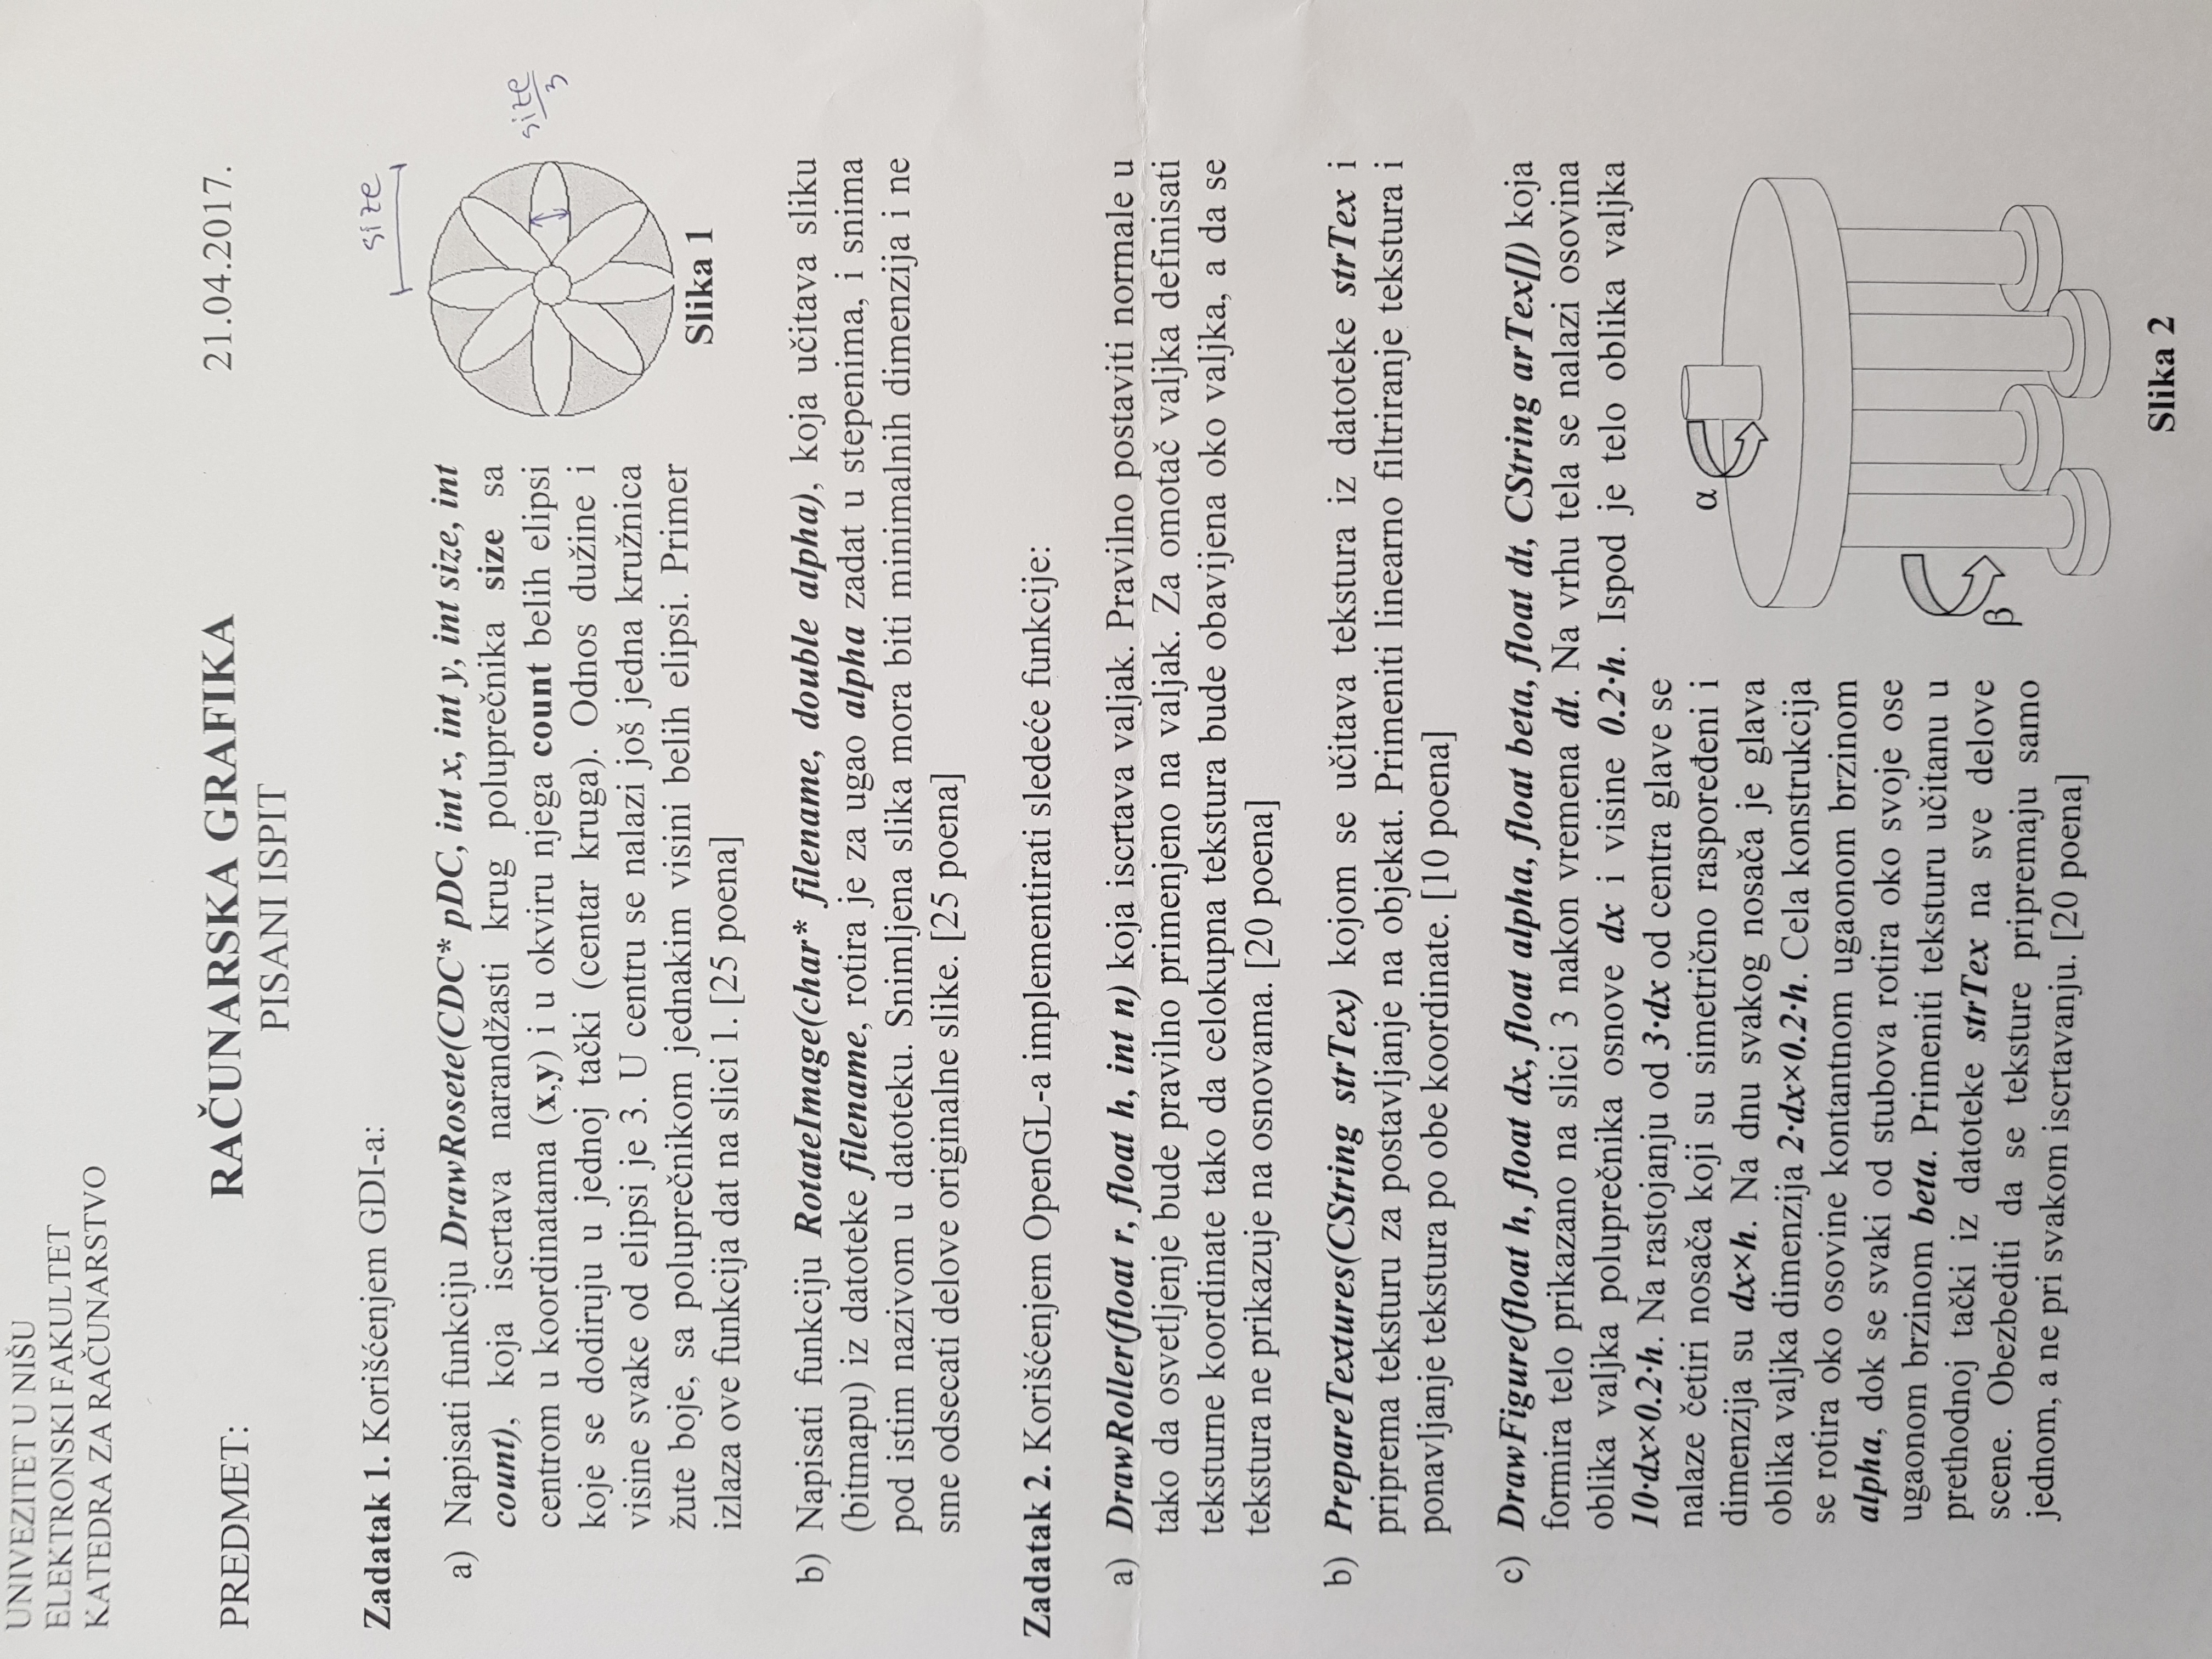 UNIVEZITET U NIŠU
ELEKTRONSKI FAKULTET
KATEDRA ZA RAČUNARSTVO
PREDMET: RAČUNARSKA GRAFIKA 21.04.2017.
PISANI ISPIT
Zadatak 1. Korišćenjem GDI-a:
size
a) Napisati funkciju DrawRosete(CDC* pDC, int x, int y, int size, int
count), koja iscrtava narandžasti krug poluprečnika size sa
centrom u koordinatama (x,y) i u okviru njega count belih elipsi
koje se dodiruju u jednoj tački (centar kruga). Odnos dužine i
visine svake od elipsi je 3. U centru se nalazi još jedna kružnica
žute boje, sa poluprečnikom jednakim visini belih elipsi. Primer
izlaza ove funkcija dat na slici 1. [25 poena]
size
3
Slika 1
b) Napisati funkciju RotateImage(char* filename, double alpha), koja učitava sliku
(bitmapu) iz datoteke filename, rotira je za ugao alpha zadat u stepenima, i snima
pod istim nazivom u datoteku. Snimljena slika mora biti minimalnih dimenzija i ne
sme odsecati delove originalne slike. [25 poena]
Zadatak 2. Korišćenjem OpenGL-a implementirati sledeće funkcije:
a) DrawRoller(float r, float h, int n) koja iscrtava valjak. Pravilno postaviti normale u
tako da osvetljenje bude pravilno primenjeno na valjak. Za omotač valjka definisati
teksturne koordinate tako da celokupna tekstura bude obavijena oko valjka, a da se
tekstura ne prikazuje na osnovama. [20 poena]
b) PrepareTextures(CString strTex) kojom se učitava tekstura iz datoteke strTex i
priprema teksturu za postavljanje na objekat. Primeniti linearno filtriranje tekstura i
ponavljanje tekstura po obe koordinate. [10 poena]
c) DrawFigure(float h, float dx, float alpha, float beta, float dt, CString arTex[]) koja
formira telo prikazano na slici 3 nakon vremena dt. Na vrhu tela se nalazi osovina
oblika valjka poluprečnika osnove dx i visine 0.2·h. Ispod je telo oblika valjka
10·dx×0.2·h. Na rastojanju od 3·dx od centra glave se
nalaze četiri nosača koji su simetrično raspoređeni i
dimenzija su dx×h. Na dnu svakog nosača je glava
oblika valjka dimenzija 2·dx×0.2·h. Cela konstrukcija
se rotira oko osovine kontantnom ugaonom brzinom
alpha, dok se svaki od stubova rotira oko svoje ose
ugaonom brzinom beta. Primeniti teksturu učitanu u
prethodnoj tački iz datoteke strTex na sve delove
scene. Obezbediti da se teksture pripremaju samo
jednom, a ne pri svakom iscrtavanju. [20 poena]
α
β
Slika 2